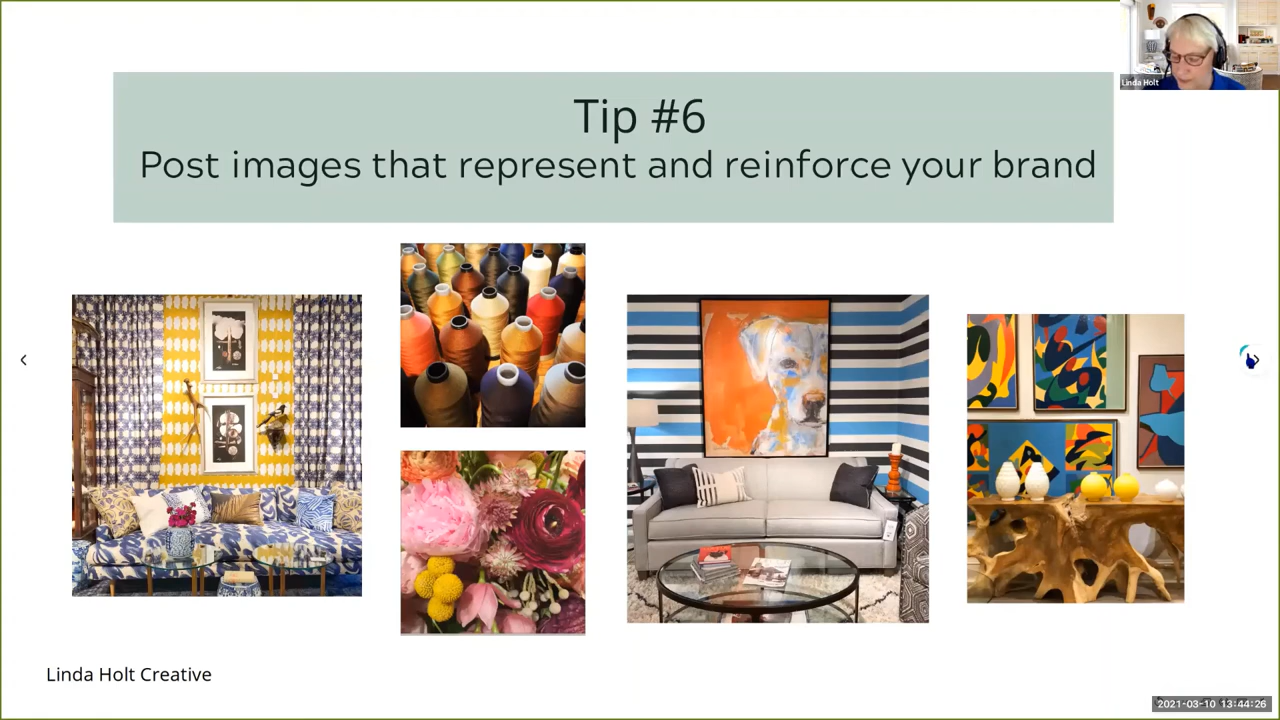 Linda Holt
Tip #6
Post images that represent and reinforce your brand
Linda Holt Creative
2021-03-10 13:44:26